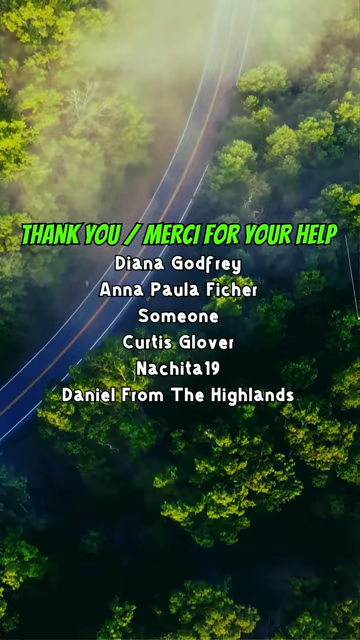 THANK YOU / MERCI FOR YOUR HELP
Diana Godfrey
Anna Paula Ficher
Someone
Curtis Glover
Nachita19
Daniel From The Highlands